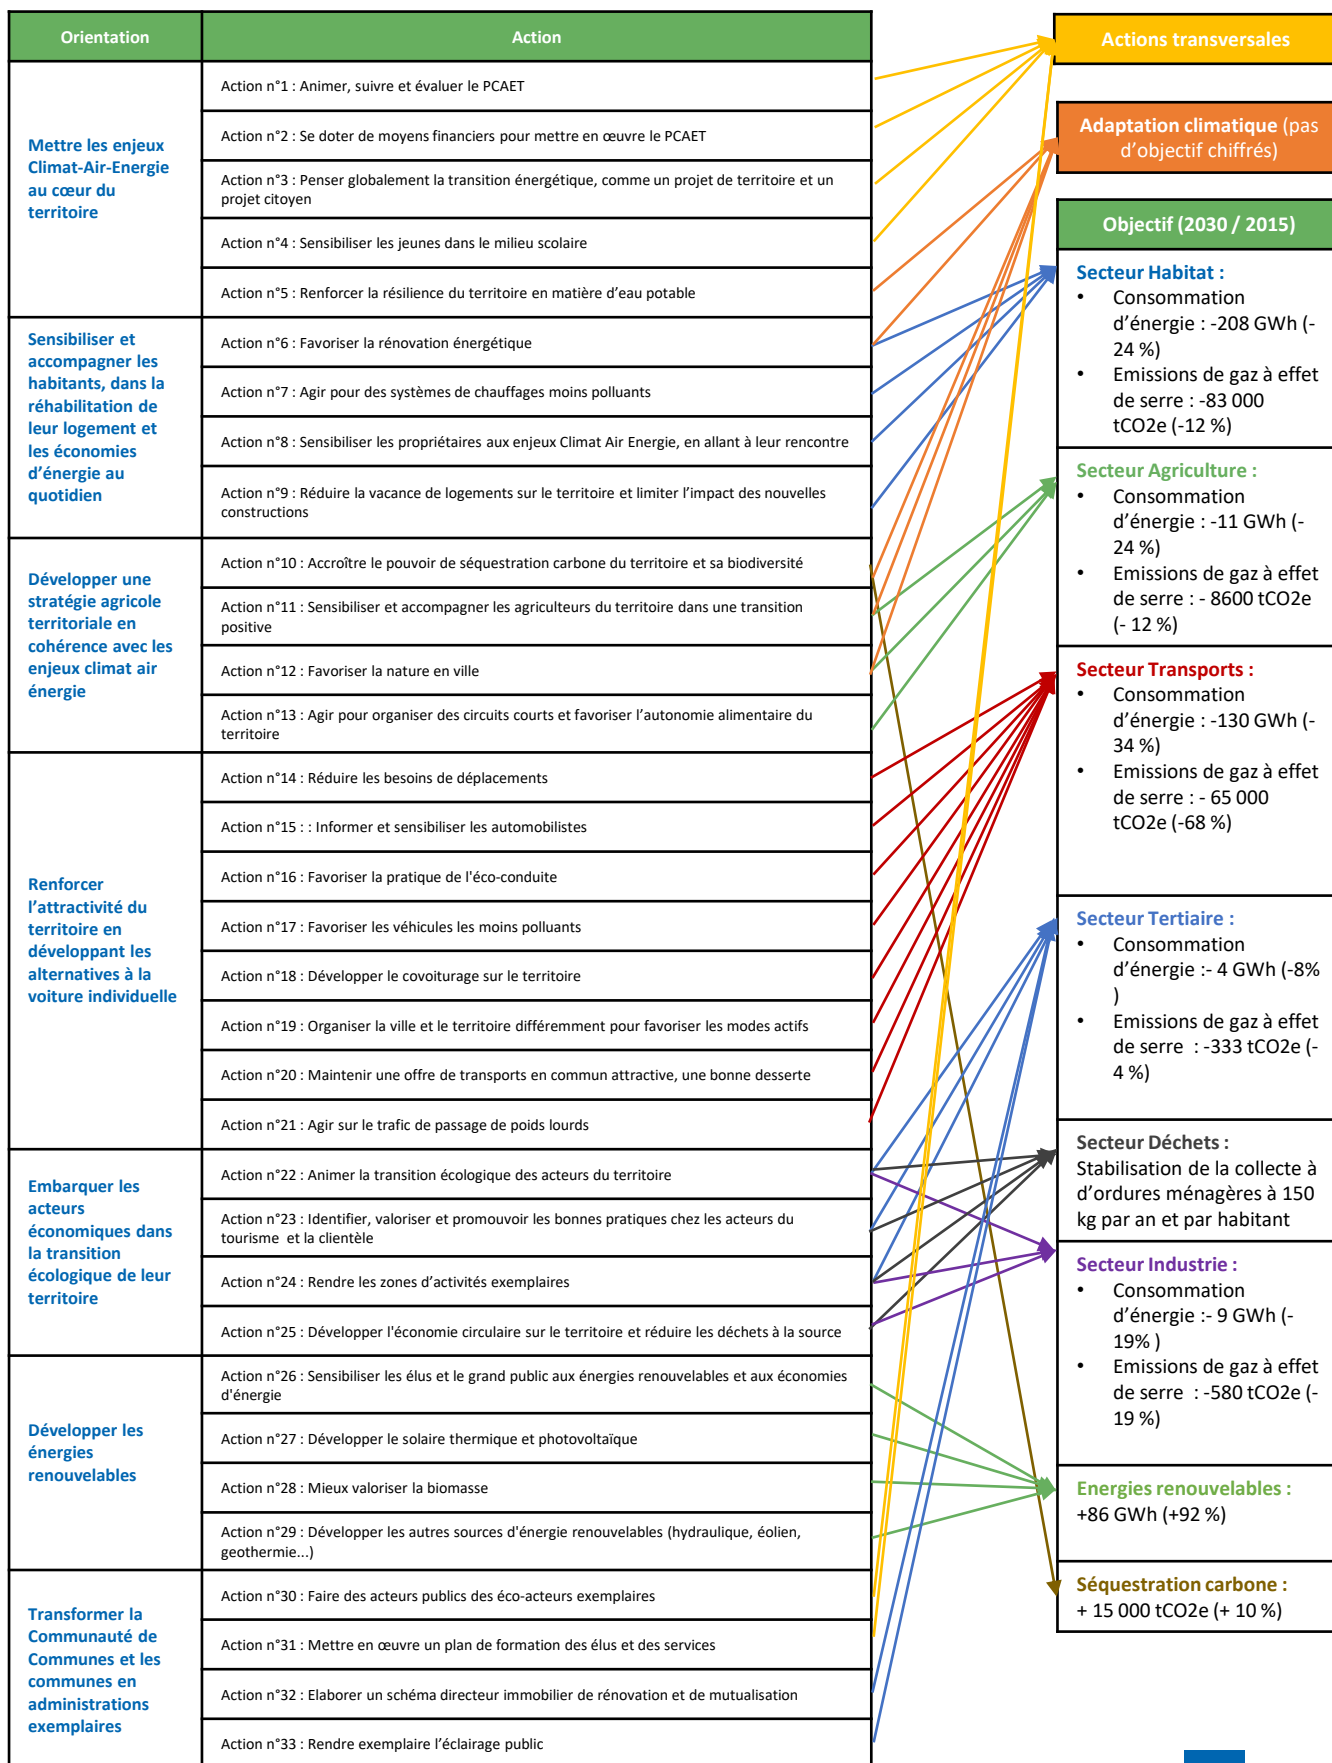 Orientation
Action
Mettre les enjeux
Climat-Air-Energie
au cœur du
territoire
Action n°1 : Animer, suivre et évaluer le PCAET
Action n°2 : Se doter de moyens financiers pour mettre en œuvre le PCAET
Action n°3 : Penser globalement la transition énergétique, comme un projet de territoire et un
projet citoyen
Action n°4 : Sensibiliser les jeunes dans le milieu scolaire
Action n°5 : Renforcer la résilience du territoire en matière d’eau potable
Sensibiliser et
accompagner les
habitants, dans la
réhabilitation de
leur logement et
les économies
d’énergie au
quotidien
Action n°6 : Favoriser la rénovation énergétique
Action n°7 : Agir pour des systèmes de chauffages moins polluants
Action n°8 : Sensibiliser les propriétaires aux enjeux Climat Air Energie, en allant à leur rencontre
Action n°9 : Réduire la vacance de logements sur le territoire et limiter l’impact des nouvelles
constructions
Développer une
stratégie agricole
territoriale en
cohérence avec les
enjeux climat air
énergie
Action n°10 : Accroître le pouvoir de séquestration carbone du territoire et sa biodiversité
Action n°11 : Sensibiliser et accompagner les agriculteurs du territoire dans une transition
positive
Action n°12 : Favoriser la nature en ville
Action n°13 : Agir pour organiser des circuits courts et favoriser l’autonomie alimentaire du
territoire
Renforcer
l’attractivité du
territoire en
développant les
alternatives à la
voiture individuelle
Action n°14 : Réduire les besoins de déplacements
Action n°15 : : Informer et sensibiliser les automobilistes
Action n°16 : Favoriser la pratique de l'éco-conduite
Action n°17 : Favoriser les véhicules les moins polluants
Action n°18 : Développer le covoiturage sur le territoire
Action n°19 : Organiser la ville et le territoire différemment pour favoriser les modes actifs
Action n°20 : Maintenir une offre de transports en commun attractive, une bonne desserte
Action n°21 : Agir sur le trafic de passage de poids lourds
Embarquer les
acteurs
économiques dans
la transition
écologique de leur
territoire
Action n°22 : Animer la transition écologique des acteurs du territoire
Action n°23 : Identifier, valoriser et promouvoir les bonnes pratiques chez les acteurs du
tourisme et la clientèle
Action n°24 : Rendre les zones d’activités exemplaires
Action n°25 : Développer l'économie circulaire sur le territoire et réduire les déchets à la source
Développer les
énergies
renouvelables
Action n°26 : Sensibiliser les élus et le grand public aux énergies renouvelables et aux économies
d'énergie
Action n°27 : Développer le solaire thermique et photovoltaïque
Action n°28 : Mieux valoriser la biomasse
Action n°29 : Développer les autres sources d'énergie renouvelables (hydraulique, éolien,
geothermie...)
Transformer la
Communauté de
Communes et les
communes en
administrations
exemplaires
Action n°30 : Faire des acteurs publics des éco-acteurs exemplaires
Action n°31 : Mettre en œuvre un plan de formation des élus et des services
Action n°32 : Elaborer un schéma directeur immobilier de rénovation et de mutualisation
Action n°33 : Rendre exemplaire l’éclairage public
Actions transversales
Adaptation climatique (pas
d’objectif chiffrés)
Objectif (2030 / 2015)
Secteur Habitat :
• Consommation
d’énergie : -208 GWh (-
24 %)
• Emissions de gaz à effet
de serre : -83 000
tCO2e (-12 %)
Secteur Agriculture :
• Consommation
d’énergie : -11 GWh (-
24 %)
• Emissions de gaz à effet
de serre : - 8600 tCO2e
(- 12 %)
Secteur Transports :
• Consommation
d’énergie : -130 GWh (-
34 %)
• Emissions de gaz à effet
de serre : - 65 000
tCO2e (-68 %)
Secteur Tertiaire :
• Consommation
d’énergie :- 4 GWh (-8%
)
• Emissions de gaz à effet
de serre : -333 tCO2e (-
4 %)
Secteur Déchets :
Stabilisation de la collecte à
d’ordures ménagères à 150
kg par an et par habitant
Secteur Industrie :
• Consommation
d’énergie :- 9 GWh (-
19% )
• Emissions de gaz à effet
de serre : -580 tCO2e (-
19 %)
Energies renouvelables :
+86 GWh (+92 %)
Séquestration carbone :
+ 15 000 tCO2e (+ 10 %)